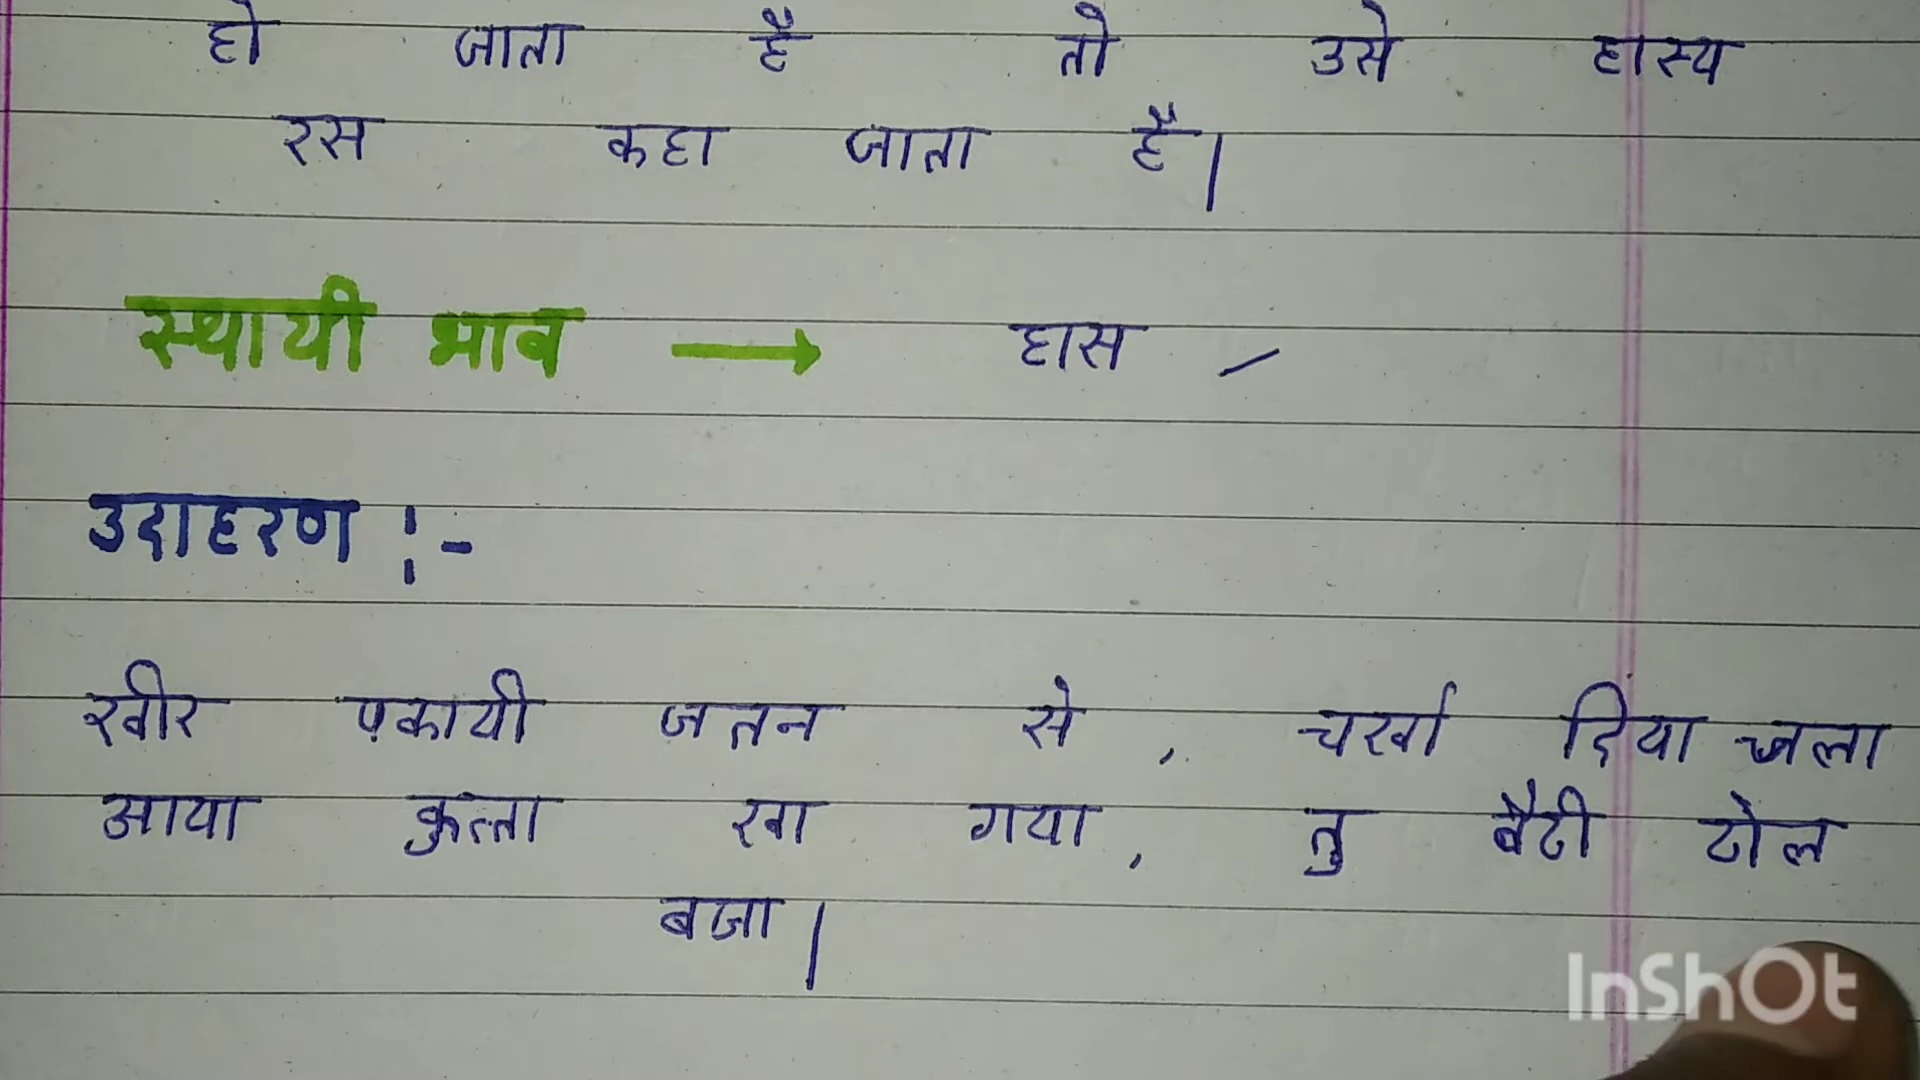 हो जाता है तो उसे हास्य
रस कहा जाता है।
स्थायी भाव → हास
उदाहरण :-
खीर पकायी जतन से, चर्खा दिया जला
आया कुत्ता खा गया, तु बैठी ढोल
बजा।
InShOt